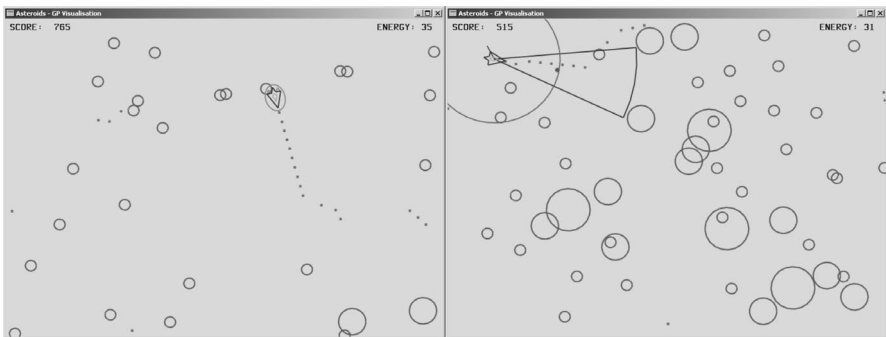 Asteroids - GP Visualisation
SCORE: 765
ENERGY: 35
Asteroids - GP Visualisation
SCORE: 515
ENERGY: 31